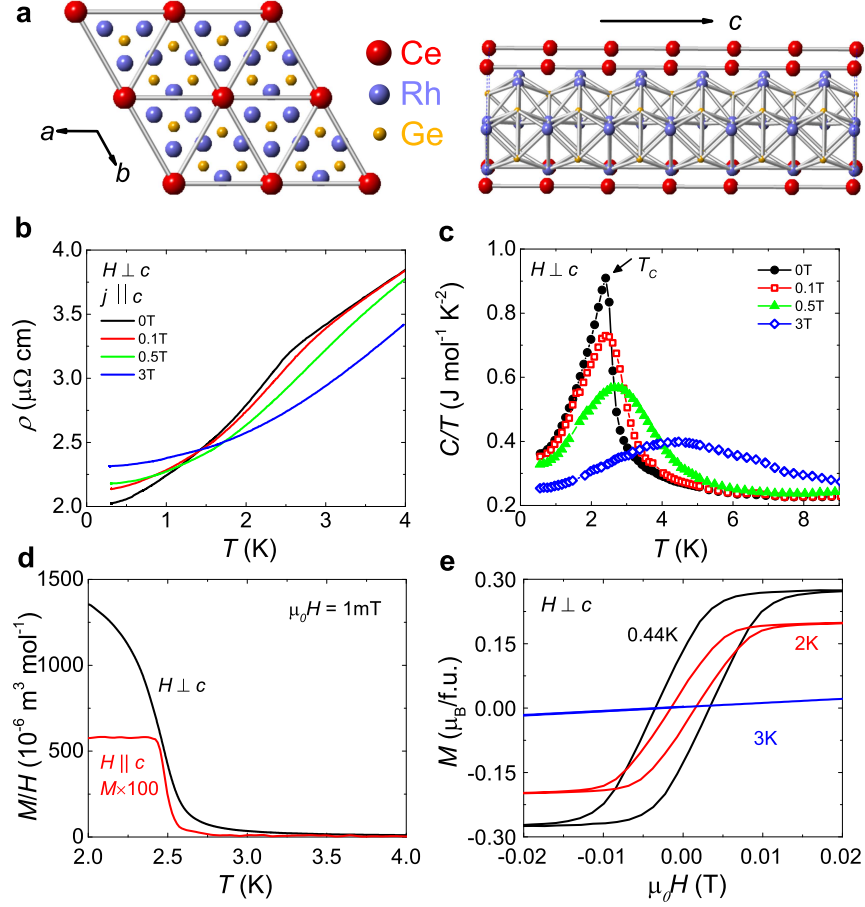 a
c
Ce
Rh
Ge
a
b
b
H ⊥ c
j || c
0T
0.1T
0.5T
3T
4.0
3.5
3.0
2.5
2.0
ρ (μΩ cm)
0 1 2 3 4
T (K)
c
H ⊥ c
T_C
0T
0.1T
0.5T
3T
1.0
0.8
0.6
0.4
0.2
C/T (J mol⁻¹ K⁻²)
0 2 4 6 8
T (K)
d
μ₀H = 1mT
H ⊥ c
H || c
M×100
1500
1000
500
0
M/H (10⁻⁶ m³ mol⁻¹)
2.0 2.5 3.0 3.5 4.0
T (K)
e
H ⊥ c
0.44K
2K
3K
0.30
0.15
0.00
-0.15
-0.30
M (μ_B/f.u.)
-0.02 -0.01 0.00 0.01 0.02
μ₀H (T)